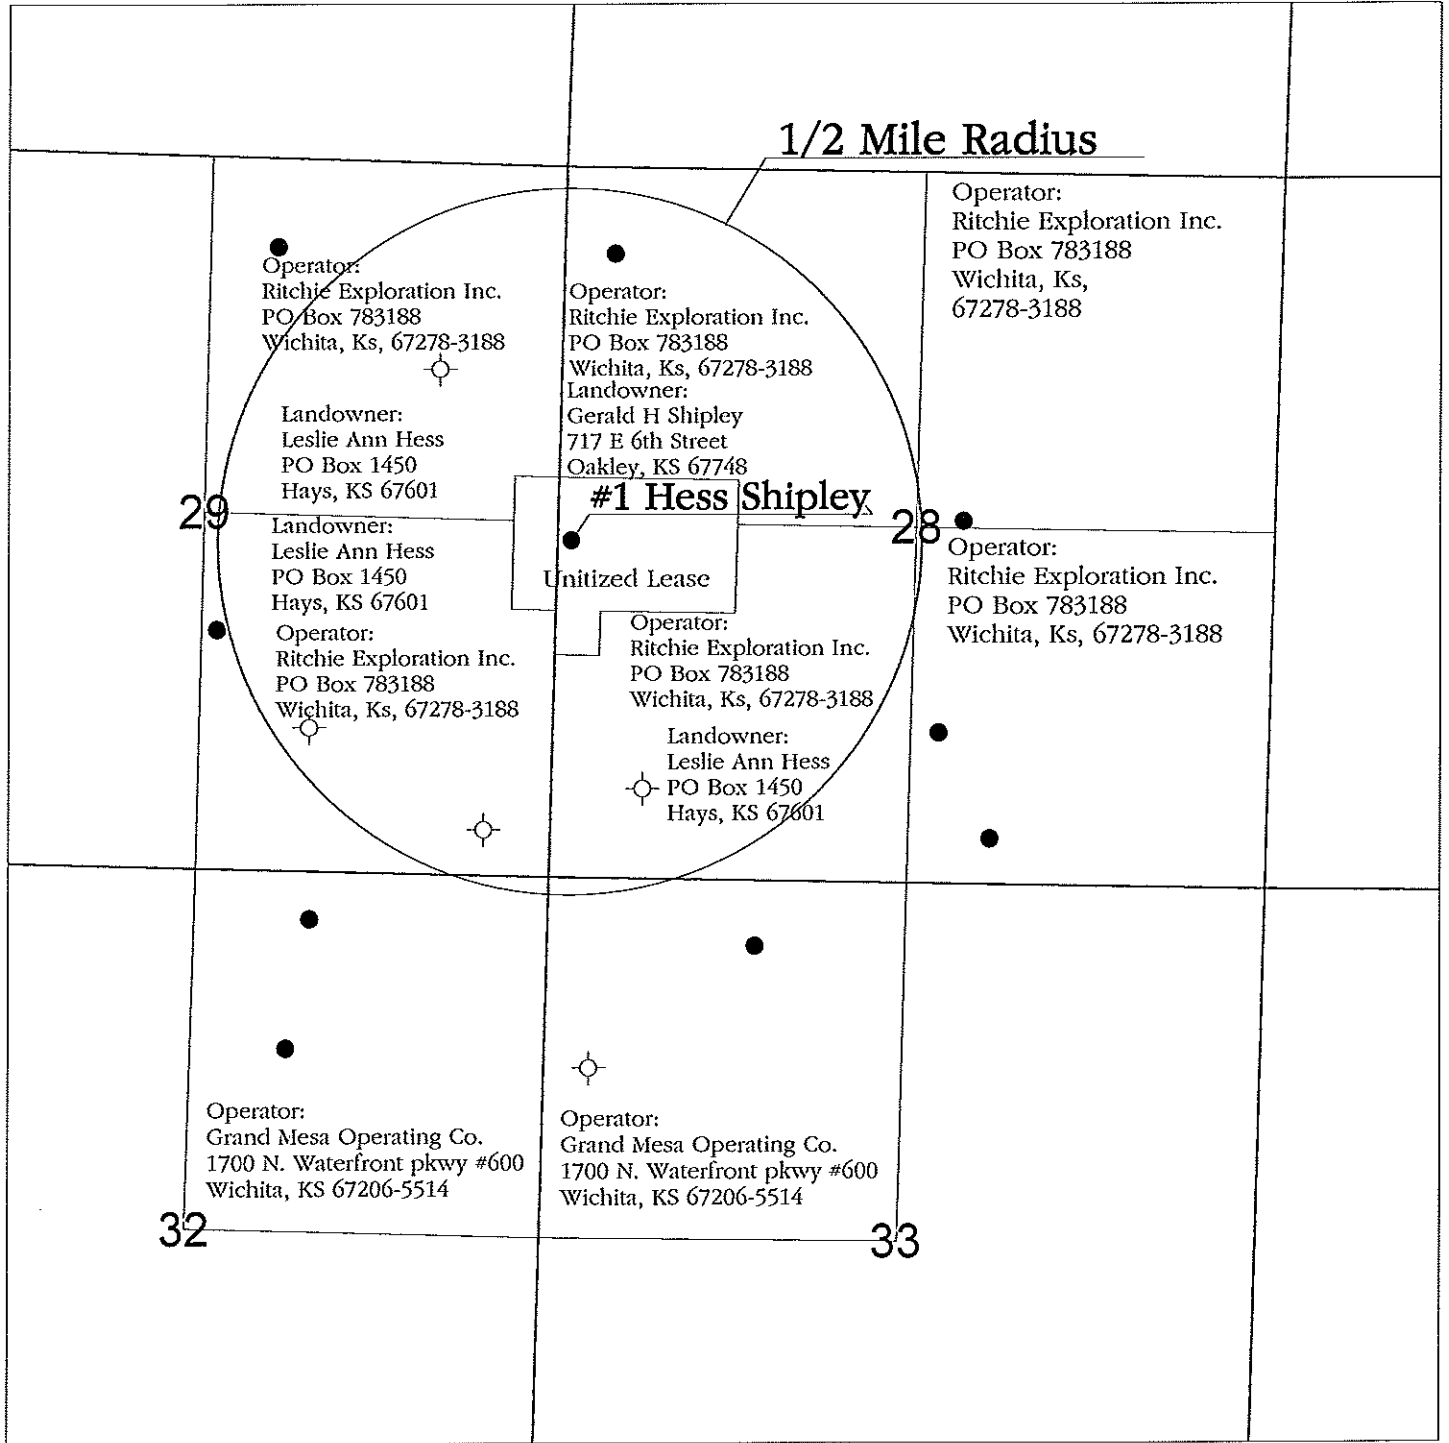 1/2 Mile Radius
Operator:
Ritchie Exploration Inc.
PO Box 783188
Wichita, Ks,
67278-3188
Operator:
Ritchie Exploration Inc.
PO Box 783188
Wichita, Ks, 67278-3188
Operator:
Ritchie Exploration Inc.
PO Box 783188
Wichita, Ks, 67278-3188
Landowner:
Gerald H Shipley
717 E 6th Street
Oakley, KS 67748
Landowner:
Leslie Ann Hess
PO Box 1450
Hays, KS 67601
#1 Hess Shipley
29
28
Landowner:
Leslie Ann Hess
PO Box 1450
Hays, KS 67601
Unitized Lease
Operator:
Ritchie Exploration Inc.
PO Box 783188
Wichita, Ks, 67278-3188
Operator:
Ritchie Exploration Inc.
PO Box 783188
Wichita, Ks, 67278-3188
Operator:
Ritchie Exploration Inc.
PO Box 783188
Wichita, Ks, 67278-3188
Landowner:
Leslie Ann Hess
PO Box 1450
Hays, KS 67601
Operator:
Grand Mesa Operating Co.
1700 N. Waterfront pkwy #600
Wichita, KS 67206-5514
Operator:
Grand Mesa Operating Co.
1700 N. Waterfront pkwy #600
Wichita, KS 67206-5514
32
33